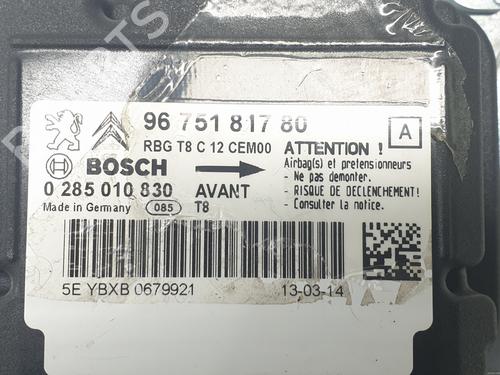 96 751 817 80
RBG T8 C 12 CEM00
A
BOSCH
0 285 010 830
AVANT
Made in Germany
085
T8
ATTENTION !
Airbag(s) et pretensionneurs
- Ne pas demonter.
- RISQUE DE DECLENCHEMENT!
- Consulter la notice.
5E YBXB 0679921
13-03-14